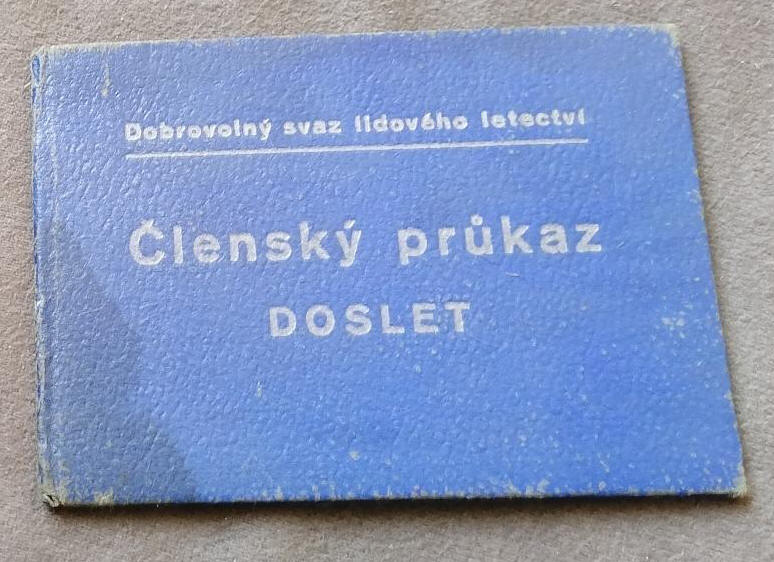 Dobrovolný svaz lidového letectví
Členský průkaz
DOSLET